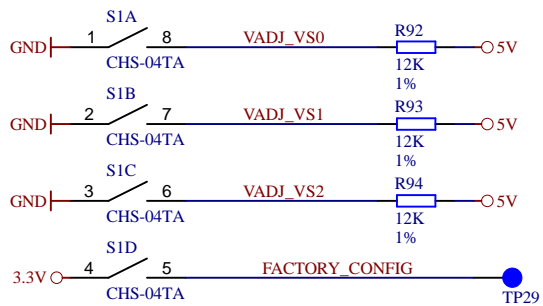 S1A
R92
GND 1 8 VADJ_VS0 5V
CHS-04TA
12K
1%
S1B
R93
GND 2 7 VADJ_VS1 5V
CHS-04TA
12K
1%
S1C
R94
GND 3 6 VADJ_VS2 5V
CHS-04TA
12K
1%
S1D
3.3V 4 5 FACTORY_CONFIG
CHS-04TA
TP29